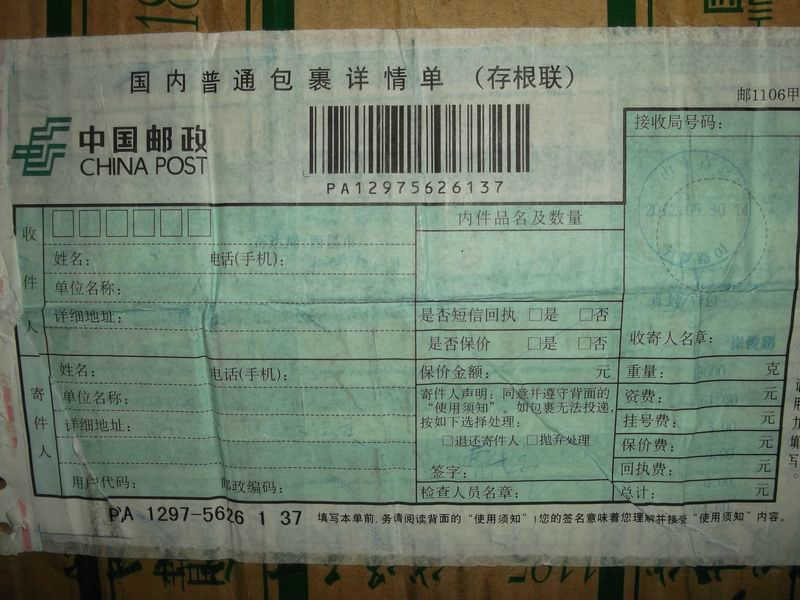 国内普通包裹详情单 (存根联)
邮1106甲
中国邮政
CHINA POST
PA12975626137
接收局号码:
收件人
内件品名及数量
姓名: 电话(手机):
单位名称:
详细地址:
是否短信回执 □是 □否
是否保价 □是 □否
收寄人名章:
寄件人
姓名: 电话(手机):
保价金额: 元
重量: 克
单位名称:
寄件人声明: 同意并遵守背面的
“使用须知”。如包裹无法投递,
按如下选择处理:
资费: 元
详细地址:
挂号费: 元
□退还寄件人 □抛弃处理
保价费: 元
签字:
回执费: 元
用户代码: 邮政编码:
检查人员名章:
总计: 元
PA 1297-5626 1 37
填写本单前,务请阅读背面的“使用须知”!您的签名意味着您理解并接受“使用须知”内容。